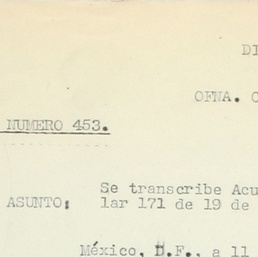 DI
OFNA. C
NUMERO 453.
Se transcribe Acu
ASUNTO: lar 171 de 19 de
México, D.F., a 11